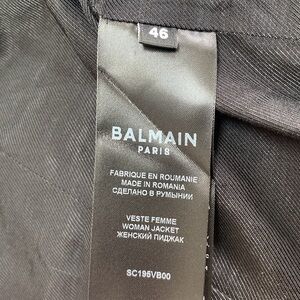 46
BALMAIN
PARIS
FABRIQUE EN ROUMANIE
MADE IN ROMANIA
СДЕЛАНО В РУМЫНИИ
VESTE FEMME
WOMAN JACKET
ЖЕНСКИЙ ПИДЖАК
SC195VB00